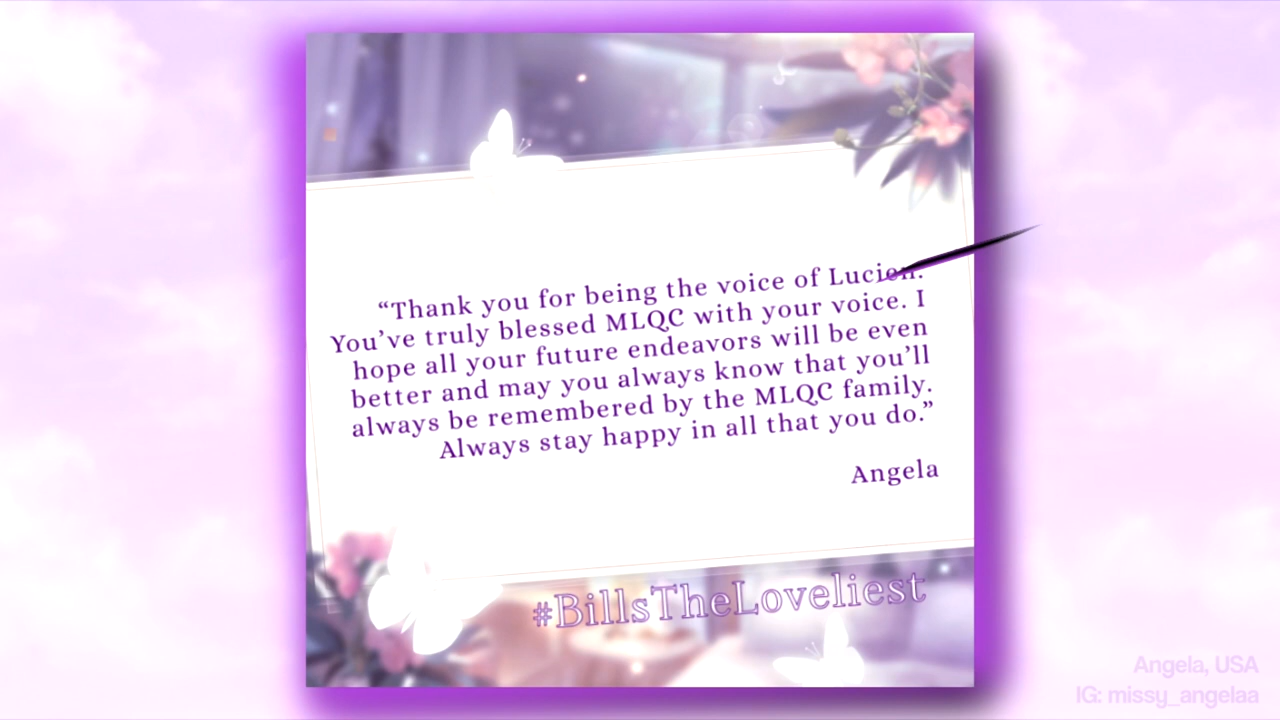 “Thank you for being the voice of Lucien.
You’ve truly blessed MLQC with your voice. I
hope all your future endeavors will be even
better and may you always know that you’ll
always be remembered by the MLQC family.
Always stay happy in all that you do.”
Angela
#BillsTheLoveliest
Angela, USA
IG: missy_angelaa